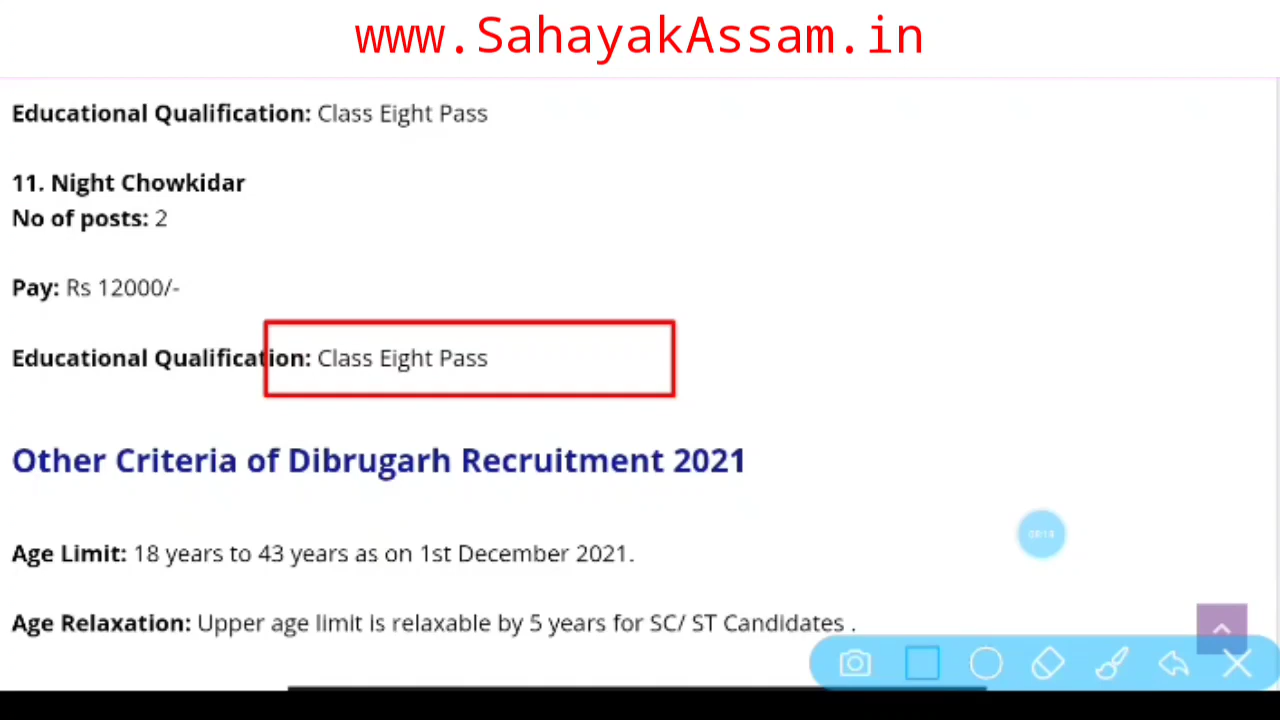 www.SahayakAssam.in
Educational Qualification: Class Eight Pass
11. Night Chowkidar
No of posts: 2
Pay: Rs 12000/-
Educational Qualification: Class Eight Pass
Other Criteria of Dibrugarh Recruitment 2021
Age Limit: 18 years to 43 years as on 1st December 2021.
Age Relaxation: Upper age limit is relaxable by 5 years for SC/ ST Candidates .